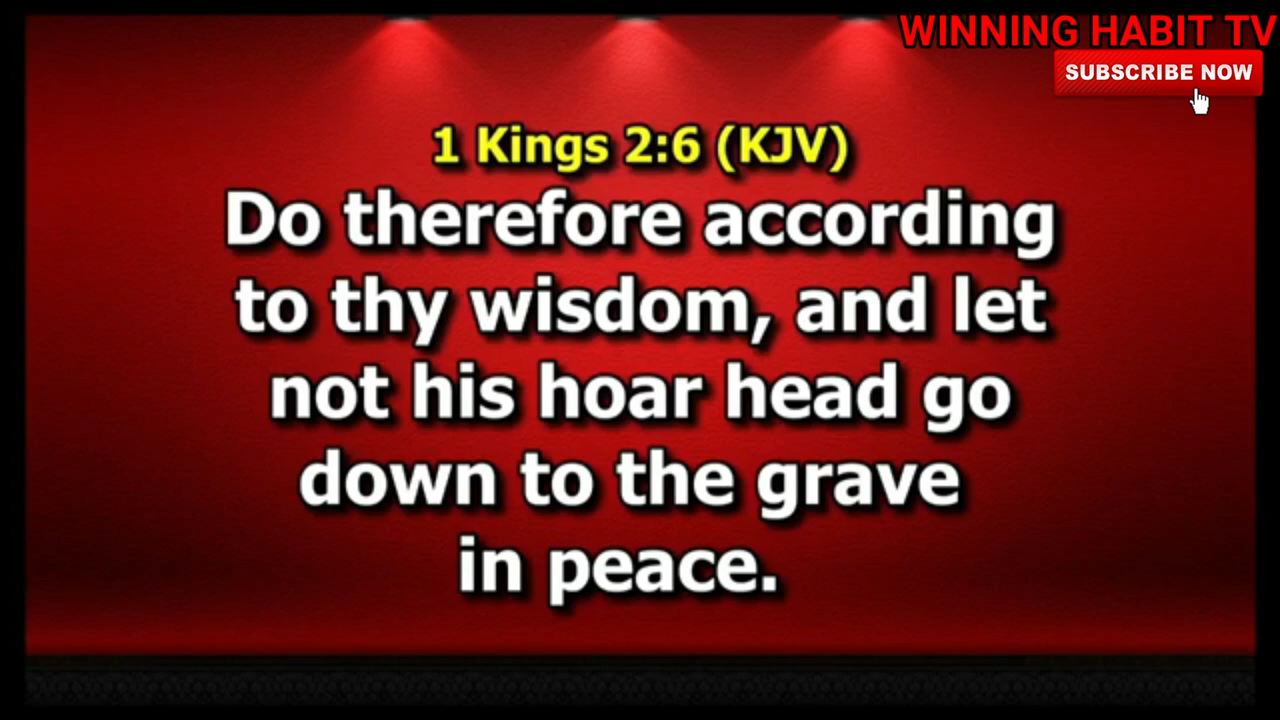 WINNING HABIT TV
SUBSCRIBE NOW
1 Kings 2:6 (KJV)
Do therefore according
to thy wisdom, and let
not his hoar head go
down to the grave
in peace.